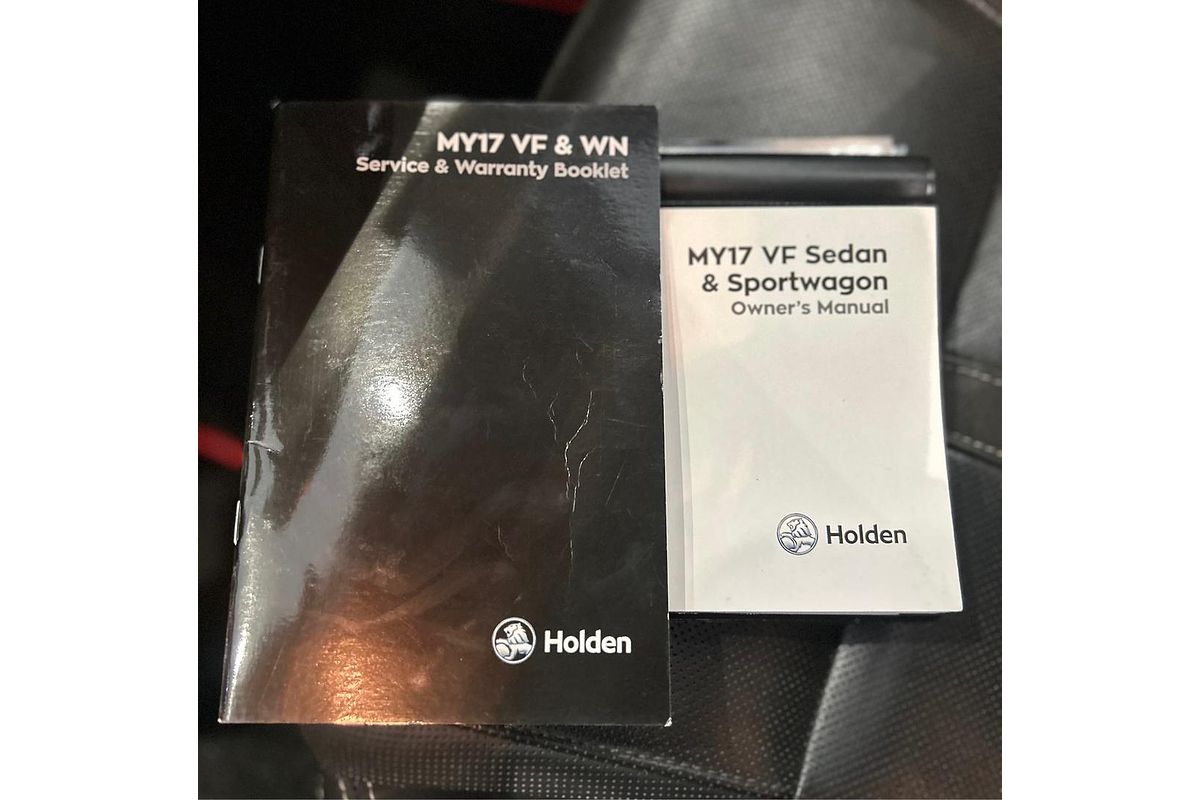 MY17 VF & WN
Service & Warranty Booklet
Holden
MY17 VF Sedan
& Sportwagon
Owner's Manual
Holden